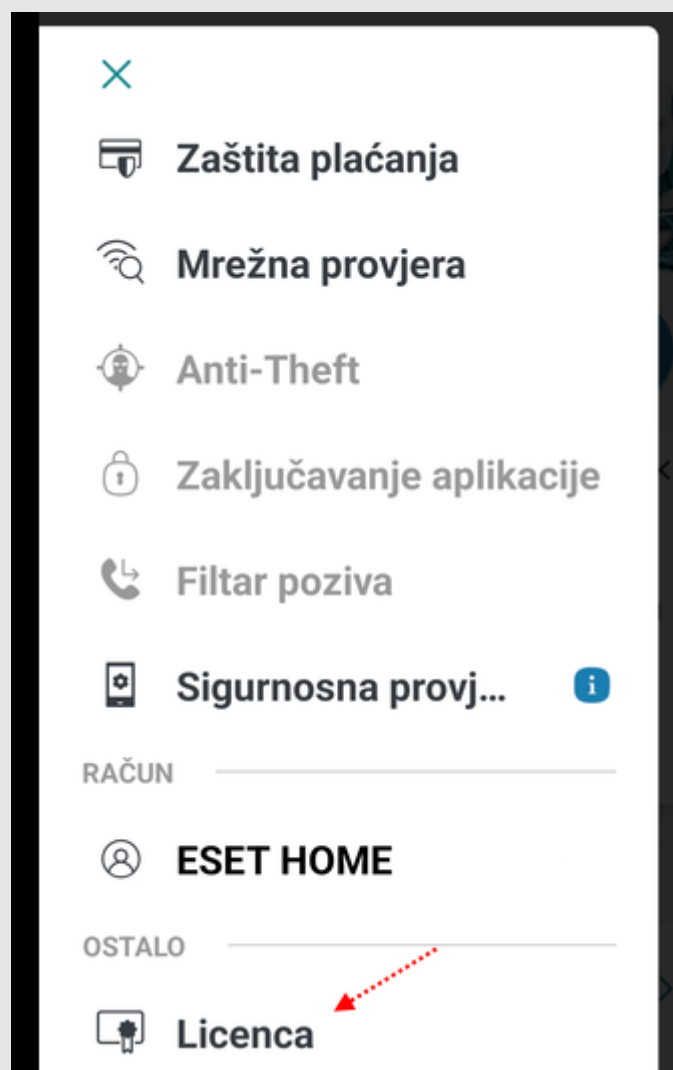 Zaštita plaćanja
Mrežna provjera
Anti-Theft
Zaključavanje aplikacije
Filtar poziva
Sigurnosna provj...
RAČUN
ESET HOME
OSTALO
Licenca